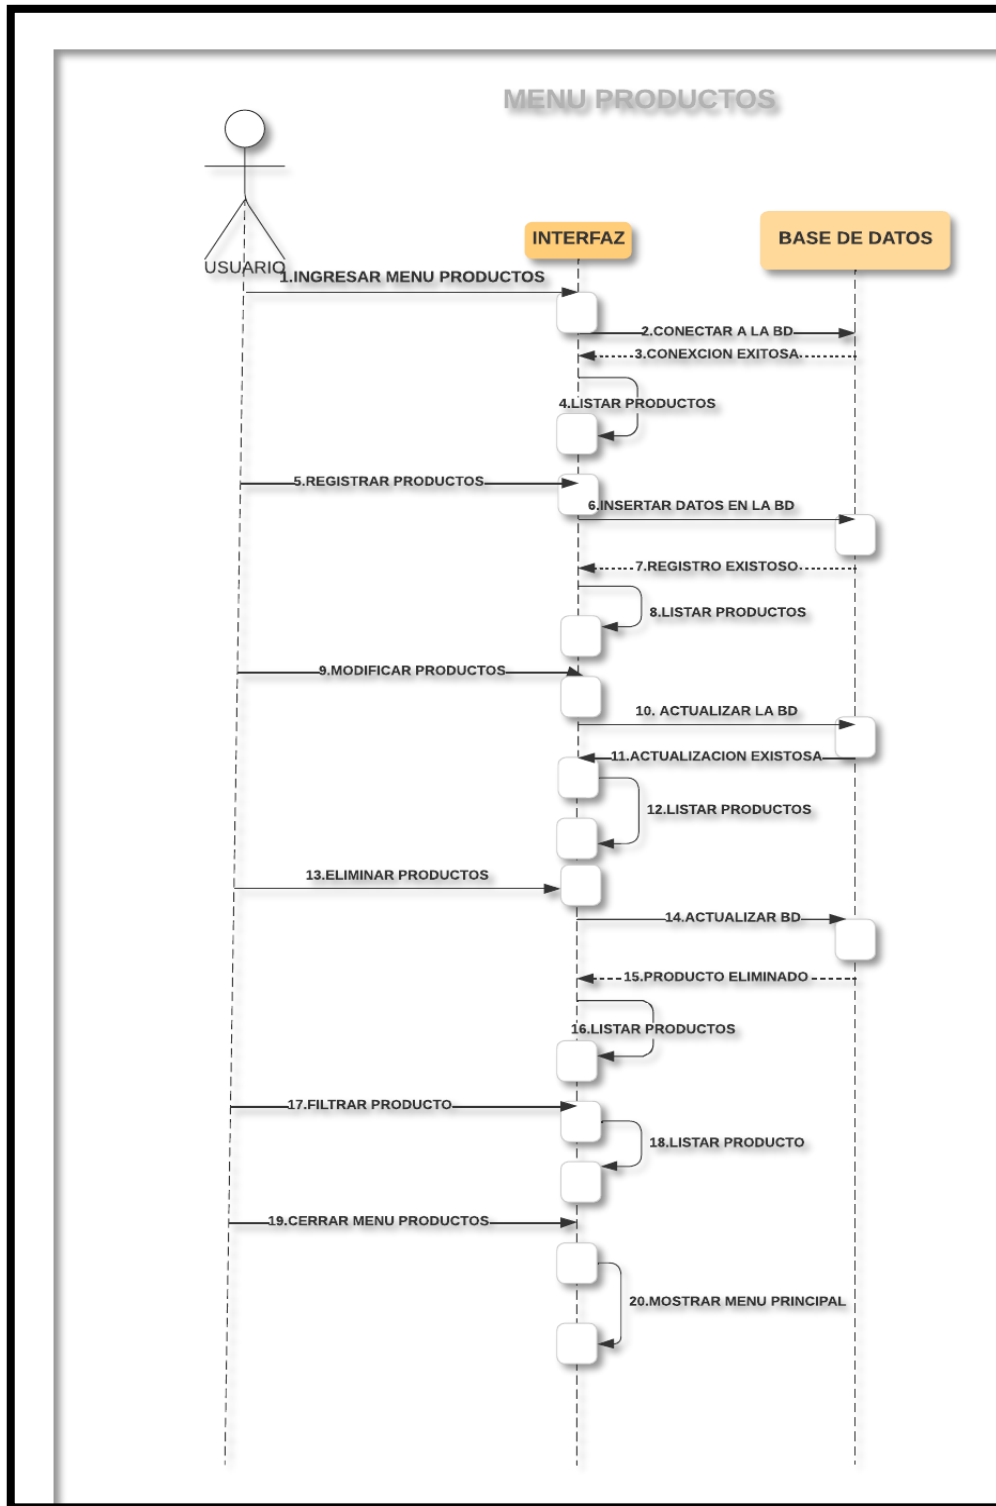 MENU PRODUCTOS
INTERFAZ
BASE DE DATOS
USUARIO
1.INGRESAR MENU PRODUCTOS
2.CONECTAR A LA BD
3.CONEXCION EXITOSA
4.LISTAR PRODUCTOS
5.REGISTRAR PRODUCTOS
6.INSERTAR DATOS EN LA BD
7.REGISTRO EXISTOSO
8.LISTAR PRODUCTOS
9.MODIFICAR PRODUCTOS
10. ACTUALIZAR LA BD
11.ACTUALIZACION EXISTOSA
12.LISTAR PRODUCTOS
13.ELIMINAR PRODUCTOS
14.ACTUALIZAR BD
15.PRODUCTO ELIMINADO
16.LISTAR PRODUCTOS
17.FILTRAR PRODUCTO
18.LISTAR PRODUCTO
19.CERRAR MENU PRODUCTOS
20.MOSTRAR MENU PRINCIPAL